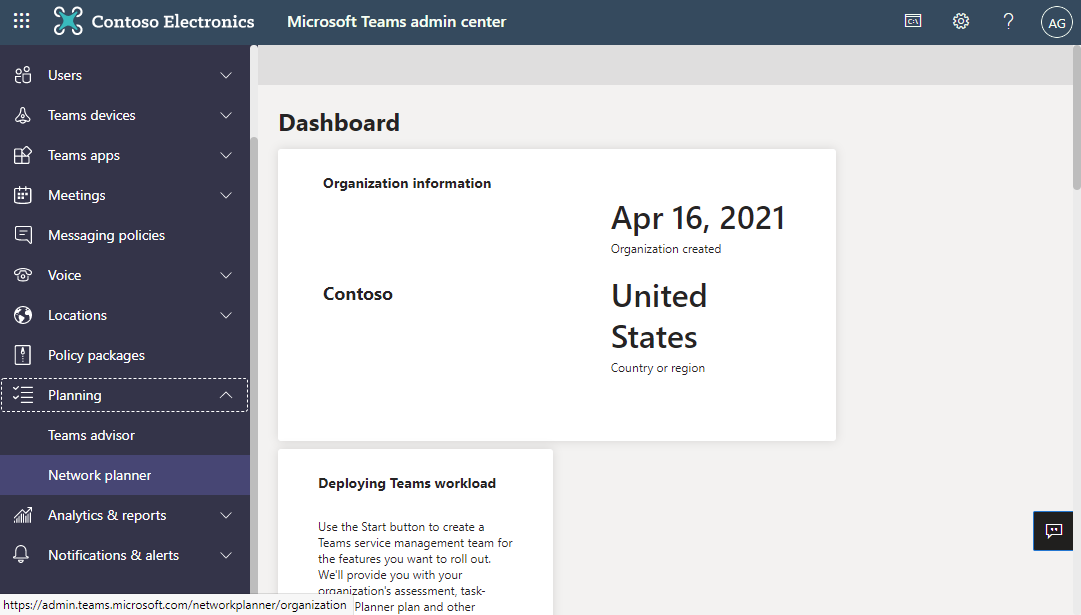 Contoso Electronics
Microsoft Teams admin center
C:\
?
AG
Users
Teams devices
Teams apps
Meetings
Messaging policies
Voice
Locations
Policy packages
Planning
Teams advisor
Network planner
Analytics & reports
Notifications & alerts
https://admin.teams.microsoft.com/networkplanner/organization
Dashboard
Organization information
Apr 16, 2021
Organization created
Contoso
United
States
Country or region
Deploying Teams workload
Use the Start button to create a
Teams service management team for
the features you want to roll out.
We'll provide you with your
organization's assessment, task-
Planner plan and other